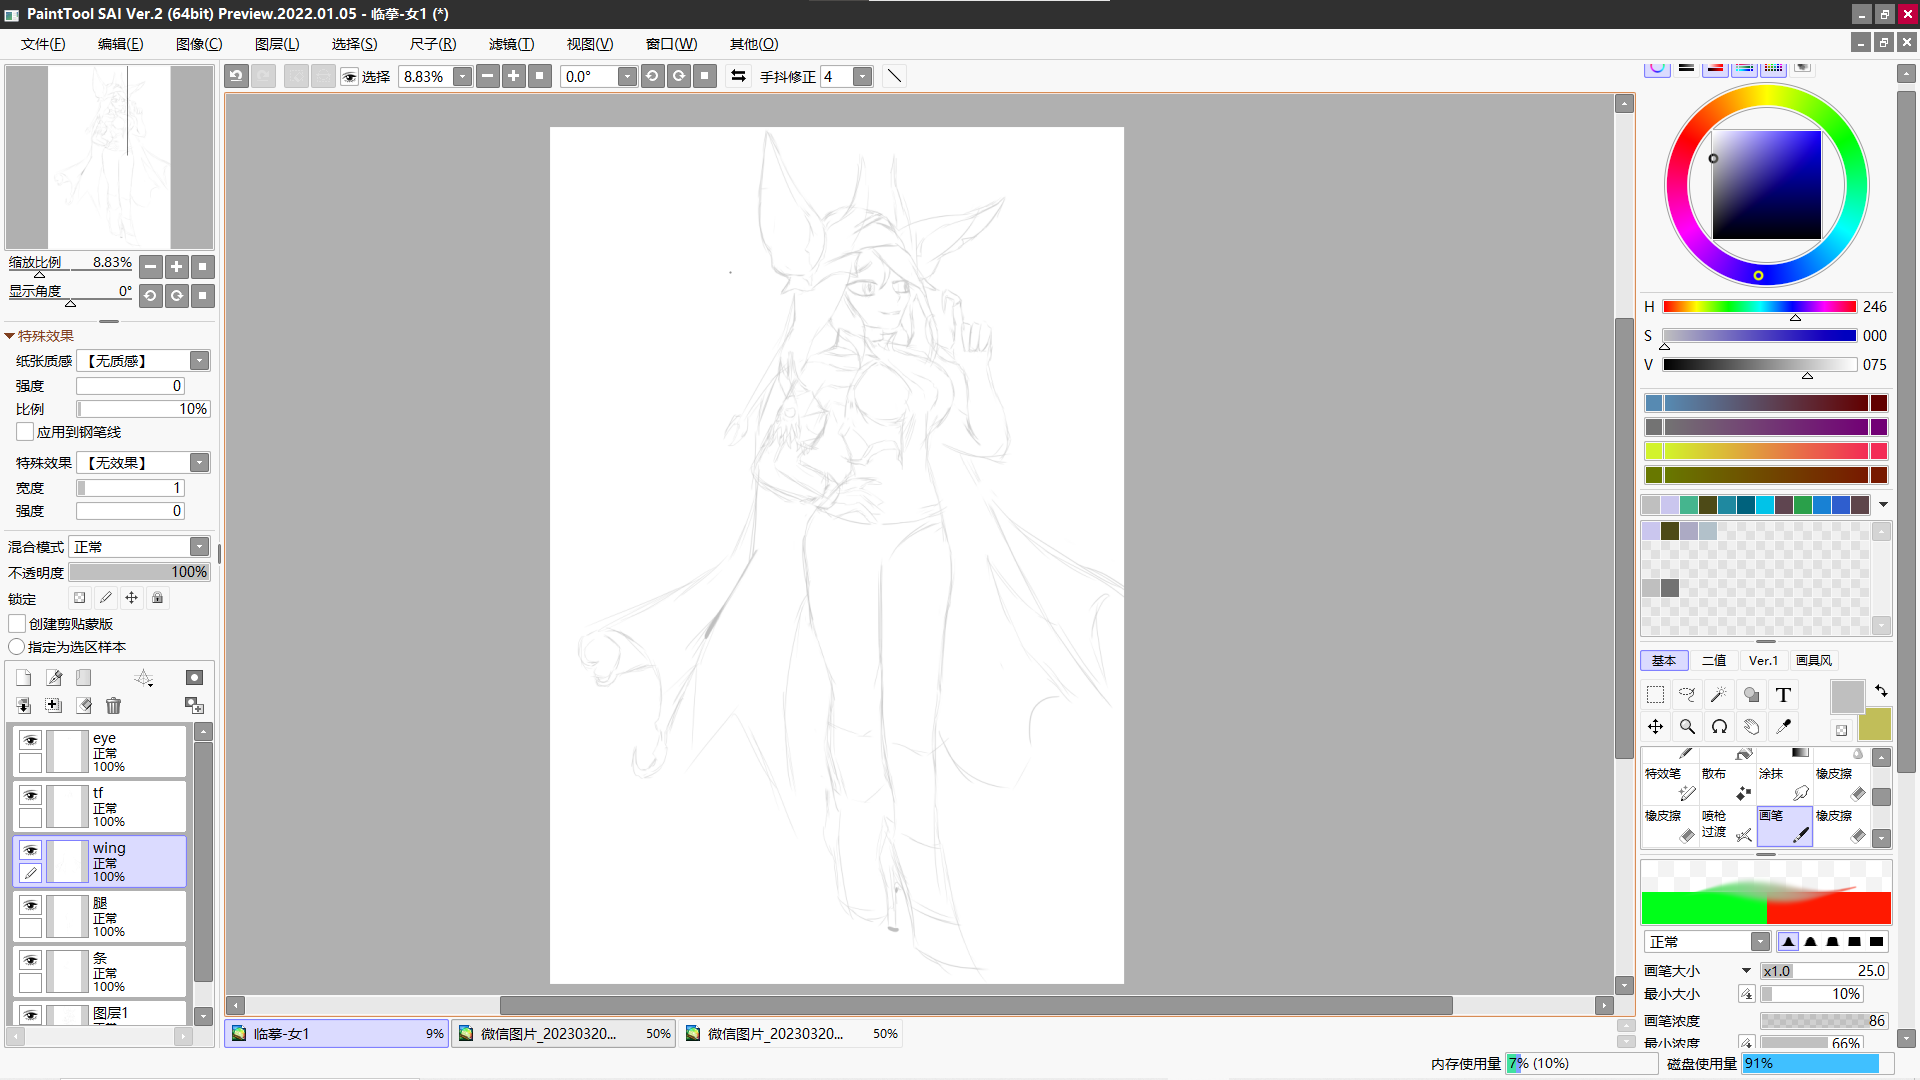 PaintTool SAI Ver.2 (64bit) Preview.2022.01.05 - 临摹-女1 (*)
文件(F) 编辑(E) 图像(C) 图层(L) 选择(S) 尺子(R) 滤镜(T) 视图(V) 窗口(W) 其他(O)
选择 8.83% 0.0° 手抖修正 4
缩放比例 8.83%
显示角度 0°
特殊效果
纸张质感 【无质感】
强度 0
比例 10%
应用到钢笔线
特殊效果 【无效果】
宽度 1
强度 0
混合模式 正常
不透明度 100%
锁定
创建剪贴蒙版
指定为选区样本
eye
正常
100%
tf
正常
100%
wing
正常
100%
腿
正常
100%
条
正常
100%
图层1
临摹-女1 9%
微信图片_20230320... 50%
微信图片_20230320... 50%
H 246
S 000
V 075
基本 二值 Ver.1 画具风
T
特效笔 散布 涂抹 橡皮擦
橡皮擦 喷枪过渡 画笔 橡皮擦
正常
画笔大小 x1.0 25.0
最小大小 10%
画笔浓度 86
最小浓度 66%
内存使用量 7% (10%) 磁盘使用量 91%